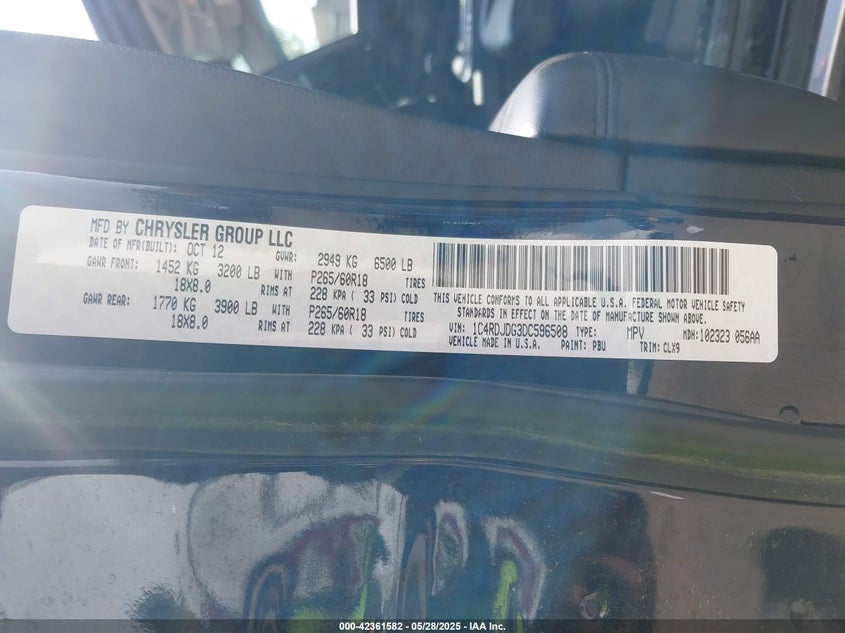 MFD BY CHRYSLER GROUP LLC
DATE OF MFR(BUILT): OCT 12 GVWR: 2949 KG 6500 LB
GAWR FRONT: 1452 KG 3200 LB WITH P265/60R18 TIRES
18X8.0 RIMS AT 228 KPA ( 33 PSI) COLD
GAWR REAR: 1770 KG 3900 LB WITH P265/60R18 TIRES
18X8.0 RIMS AT 228 KPA ( 33 PSI) COLD
THIS VEHICLE CONFORMS TO ALL APPLICABLE U.S.A. FEDERAL MOTOR VEHICLE SAFETY
STANDARDS IN EFFECT ON THE DATE OF MANUFACTURE SHOWN ABOVE.
VIN: 1C4RDJDG3DC596508 TYPE: MPV MDH:102323 056AA
VEHICLE MADE IN U.S.A. PAINT: PBU TRIM: CLX9
000-42361582 - 05/28/2025 - IAA Inc.